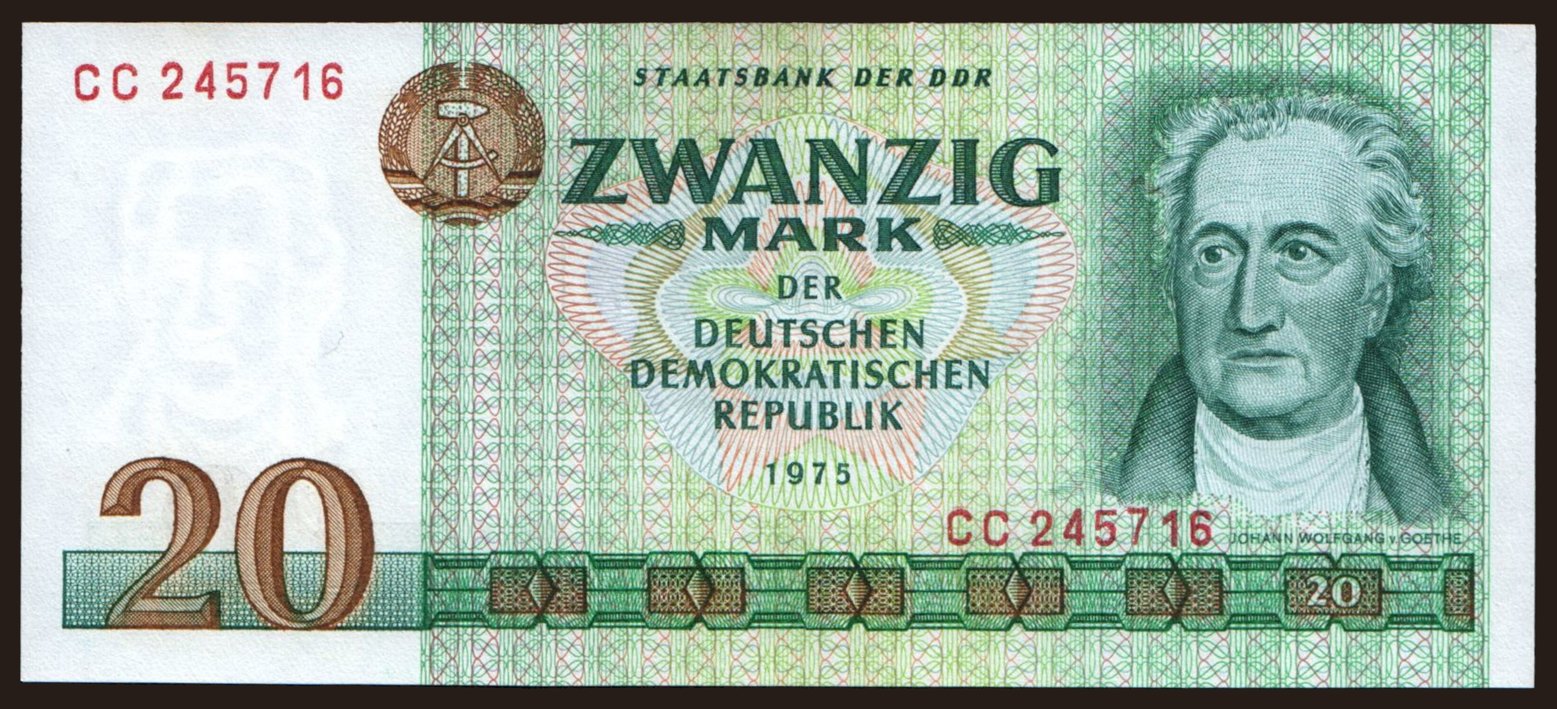 CC 245716
STAATSBANK DER DDR
ZWANZIG
MARK
DER
DEUTSCHEN
DEMOKRATISCHEN
REPUBLIK
1975
CC 245716
JOHANN WOLFGANG v. GOETHE
20
20